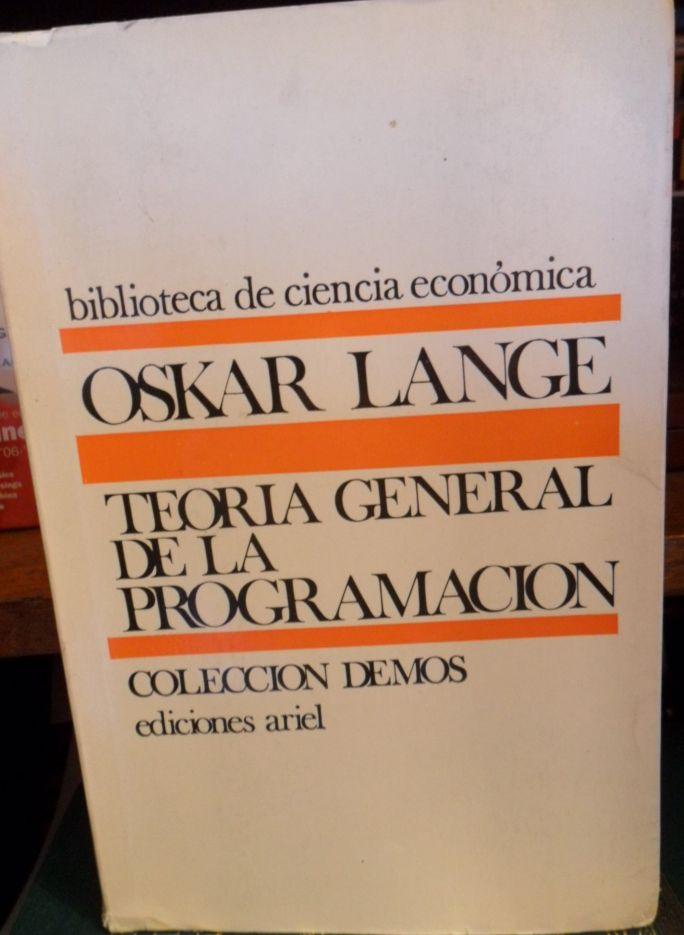 biblioteca de ciencia económica
OSKAR LANGE
TEORIA GENERAL
DE LA
PROGRAMACION
COLECCION DEMOS
ediciones ariel